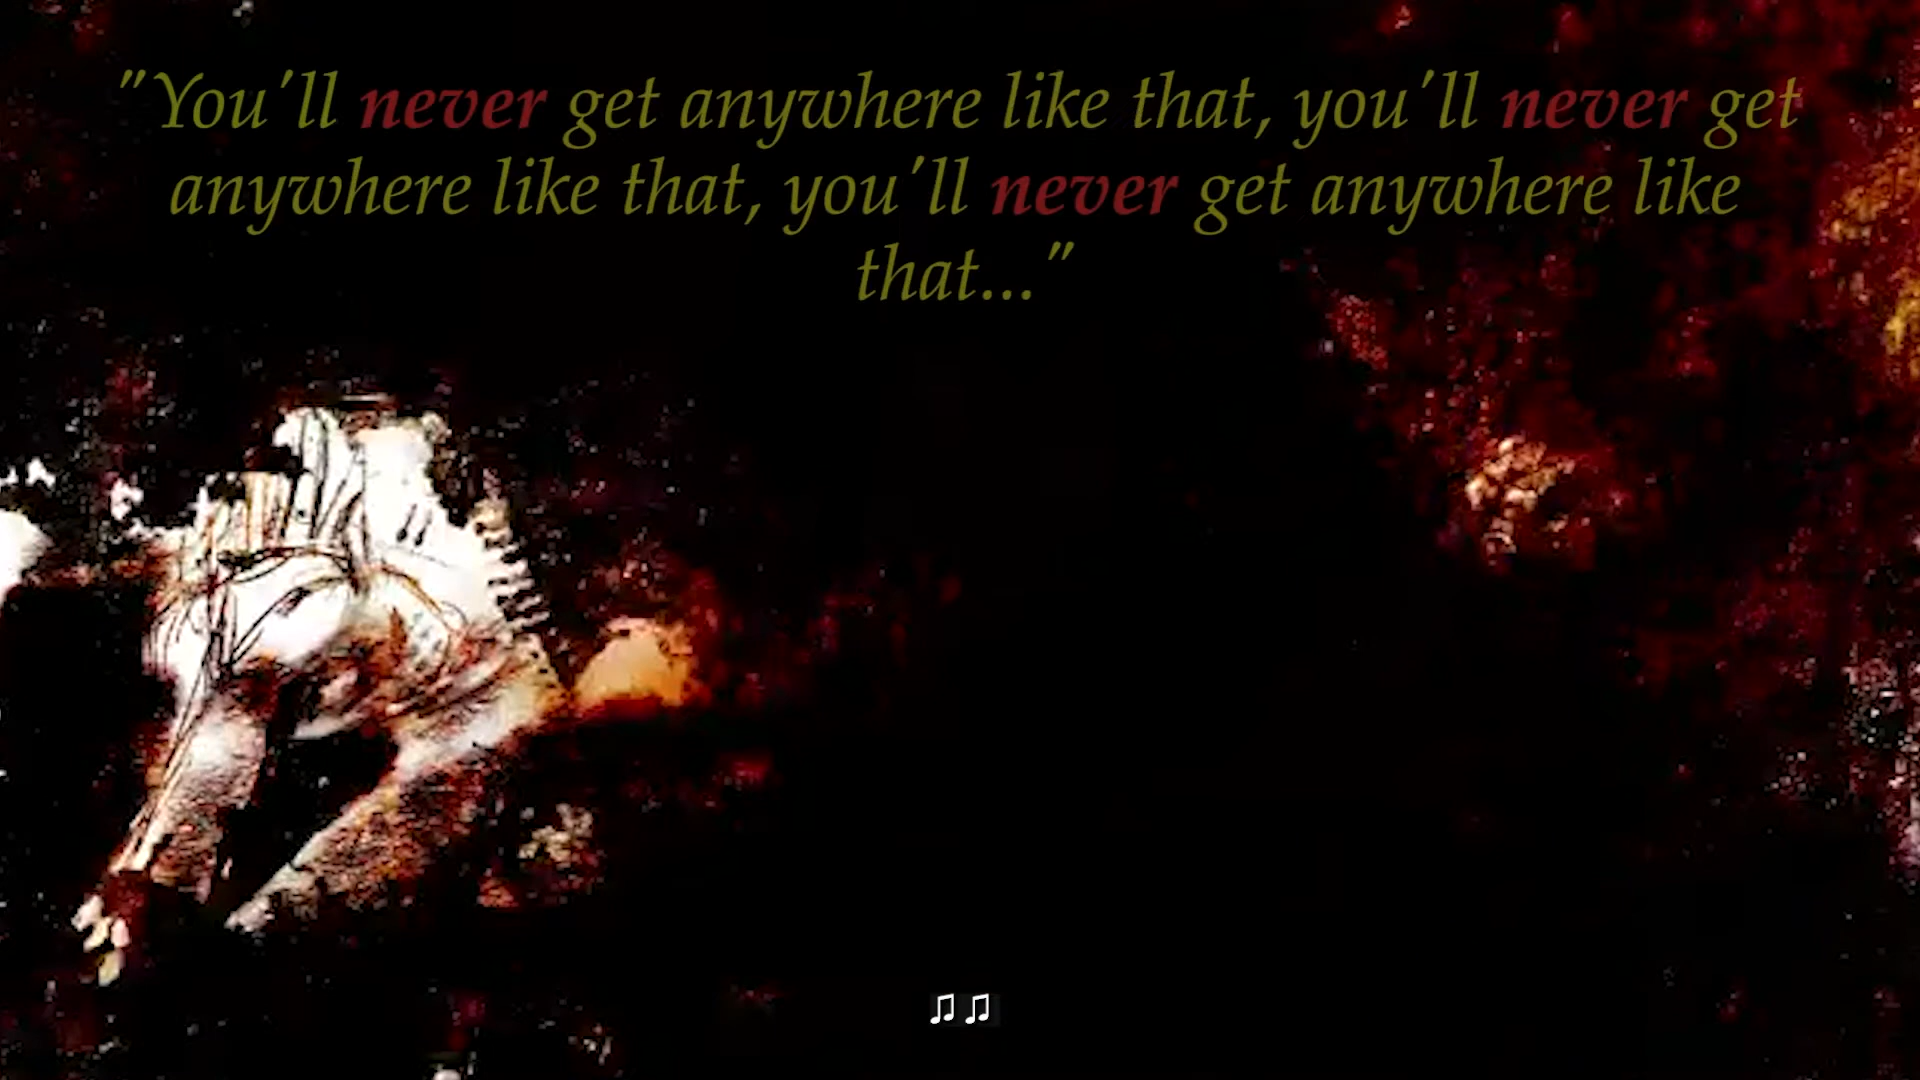 "You'll never get anywhere like that, you'll never get
anywhere like that, you'll never get anywhere like
that..."
♫♫